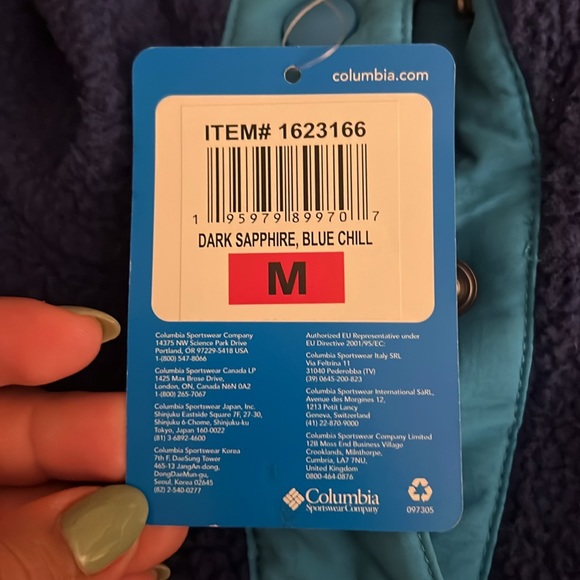 columbia.com
ITEM# 1623166
1 95979 89970 7
DARK SAPPHIRE, BLUE CHILL
M
Columbia Sportswear Company
14375 NW Science Park Drive
Portland, OR 97229-5418 USA
1-(800) 547-8066
Columbia Sportswear Canada LP
1425 Max Brose Drive,
London, ON, Canada N6N 0A2
1-(800) 265-7067
Columbia Sportswear Japan, Inc.
Shinjuku Eastside Square 7F, 27-30,
Shinjuku 6-Chome, Shinjuku-ku
Tokyo, Japan 160-0022
(81) 3-6892-4600
Columbia Sportswear Korea
7th F. DaeSung Tower
465-13 JangAn-dong,
DongDaeMun-gu,
Seoul, Korea 02645
(82) 2-540-0277
Authorized EU Representative under
EU Directive 2001/95/EC:
Columbia Sportswear Italy SRL
Via Feltrina 11
31040 Pederobba (TV)
(39) 0645-200-823
Columbia Sportswear International SàRL,
Avenue des Morgines 12,
1213 Petit Lancy
Geneva, Switzerland
(41) 22-870-9000
Columbia Sportswear Company Limited
12B Moss End Business Village
Crooklands, Milnthorpe,
Cumbria, LA7 7NU,
United Kingdom
0800-464-0876
Columbia
Sportswear Company
097305